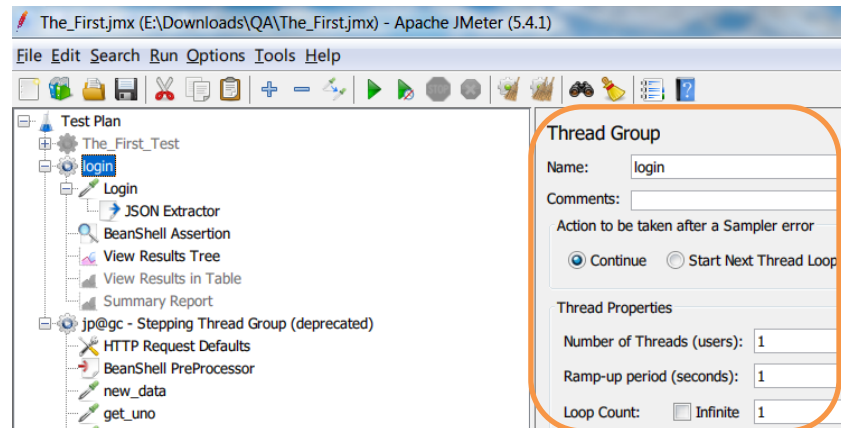 The_First.jmx (E:\Downloads\QA\The_First.jmx) - Apache JMeter (5.4.1)
File Edit Search Run Options Tools Help
STOP
Test Plan
The_First_Test
login
Login
JSON Extractor
BeanShell Assertion
View Results Tree
View Results in Table
Summary Report
jp@gc - Stepping Thread Group (deprecated)
HTTP Request Defaults
BeanShell PreProcessor
new_data
get_uno
Thread Group
Name: login
Comments:
Action to be taken after a Sampler error
Continue Start Next Thread Loop
Thread Properties
Number of Threads (users): 1
Ramp-up period (seconds): 1
Loop Count: Infinite 1